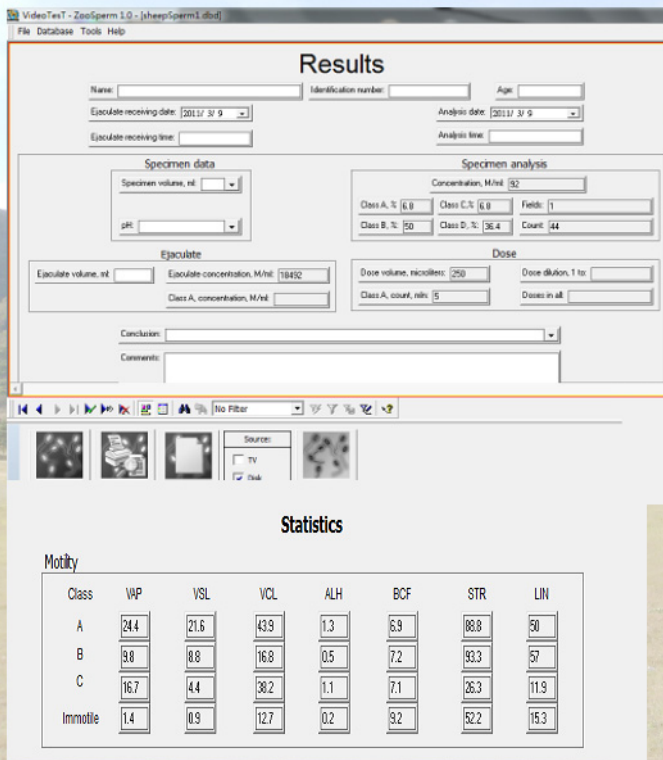 VideoTesT - ZooSperm 1.0 - [sheepSperm1.dbd]
File Database Tools Help
Results
Name: Identification number: Age:
Ejaculate receiving date: 2011/ 3/ 9 Analysis date: 2011/ 3/ 9
Ejaculate receiving time: Analysis time:
Specimen data
Specimen volume, ml:
pH:
Specimen analysis
Concentration, M/ml: 92
Class A, %: 6.8 Class C,%: 6.8 Fields: 1
Class B, %: 50 Class D, %: 36.4 Count: 44
Ejaculate
Ejaculate volume, ml: Ejaculate concentration, M/ml: 18492
Class A, concentration, M/ml:
Dose
Dose volume, microliters: 250 Dose dilution, 1 to:
Class A, count, mln: 5 Doses in all:
Conclusion:
Comments:
No Filter
Source:
TV
Disk
Statistics
Motility
Class VAP VSL VCL ALH BCF STR LIN
A 24.4 21.6 43.9 1.3 6.9 88.8 50
B 9.8 8.8 16.8 0.5 7.2 93.3 57
C 16.7 4.4 38.2 1.1 7.1 26.3 11.9
Immotile 1.4 0.9 12.7 0.2 9.2 52.2 15.3